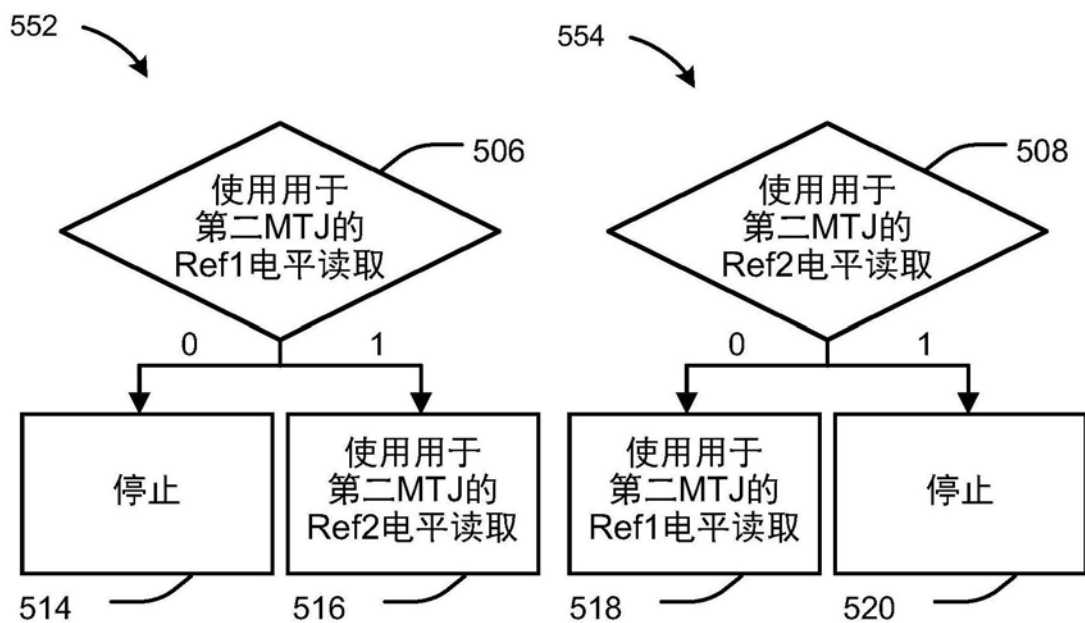 552
554
506
使用用于
第二MTJ的
Ref1电平读取
508
使用用于
第二MTJ的
Ref2电平读取
0
1
0
1
停止
使用用于
第二MTJ的
Ref2电平读取
使用用于
第二MTJ的
Ref1电平读取
停止
514
516
518
520